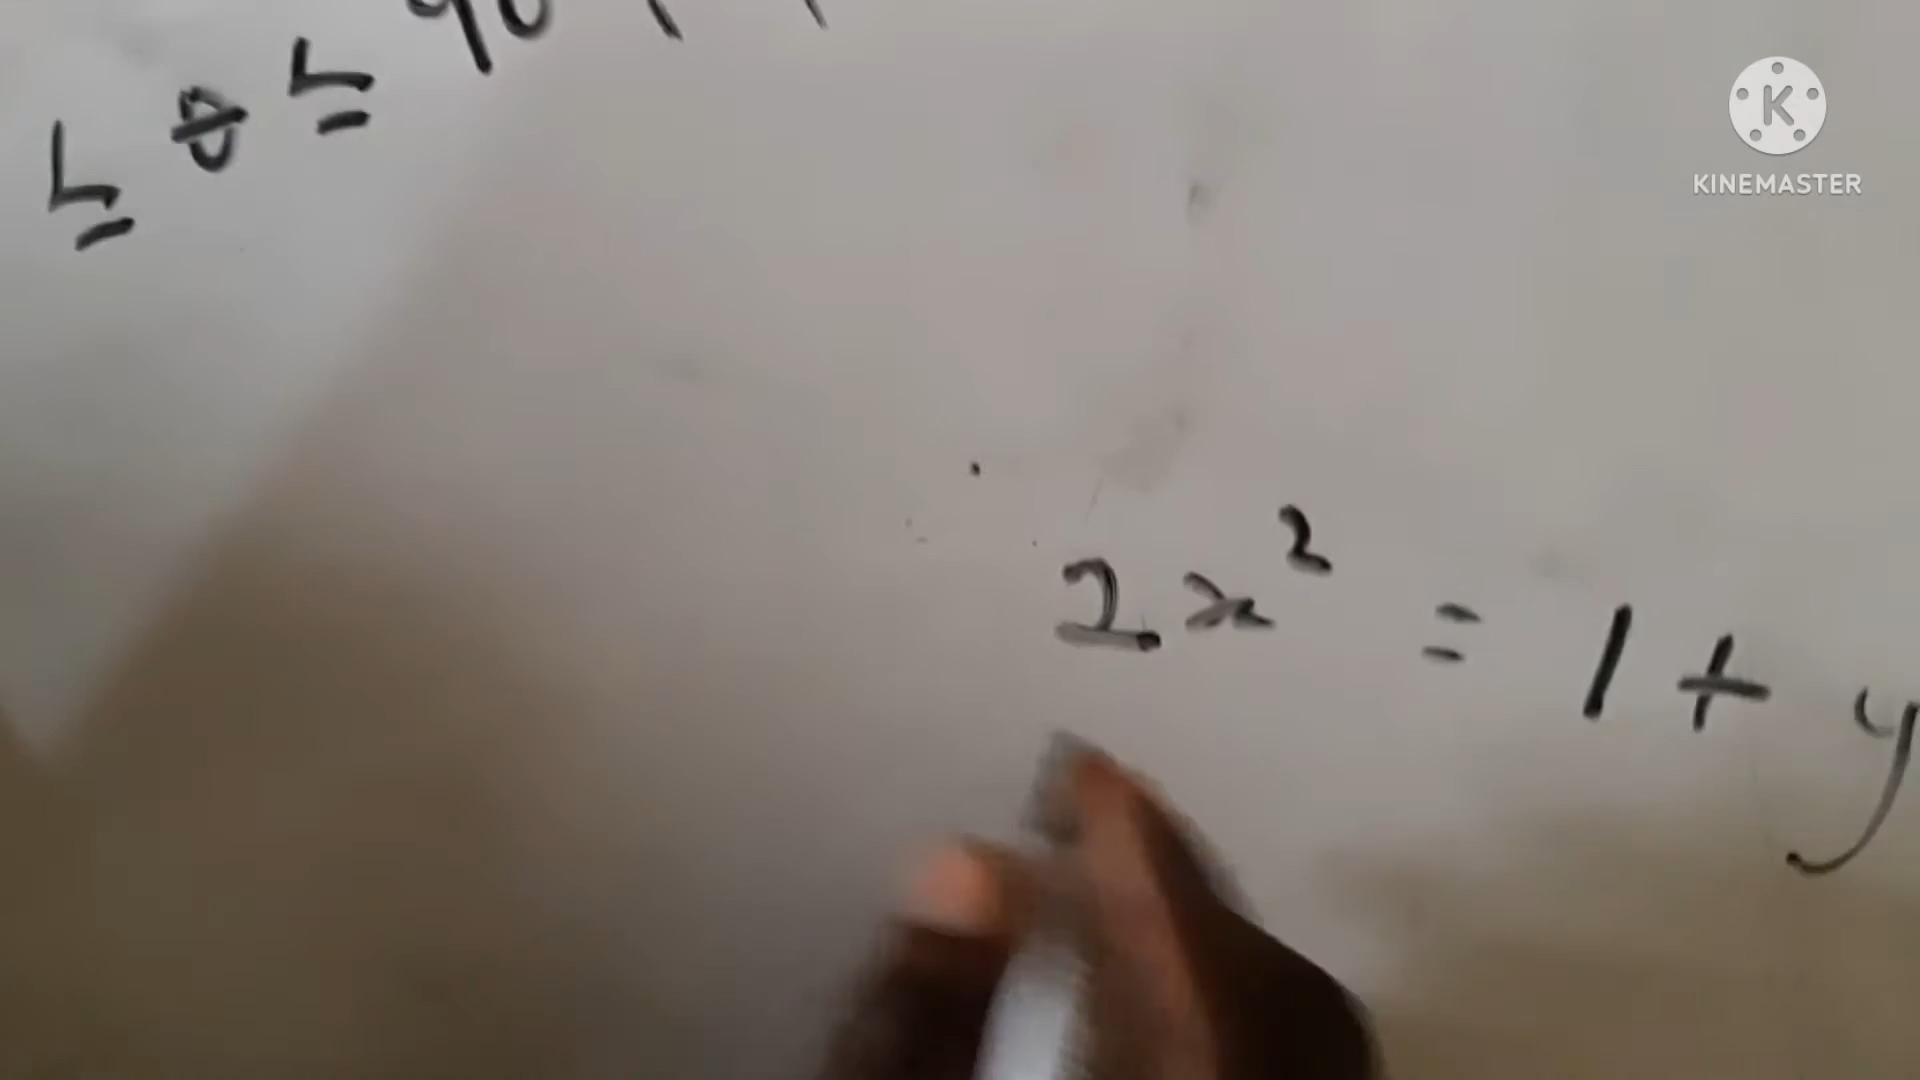 ≤ θ ≤ 90
KINEMASTER
2x² = 1 + y